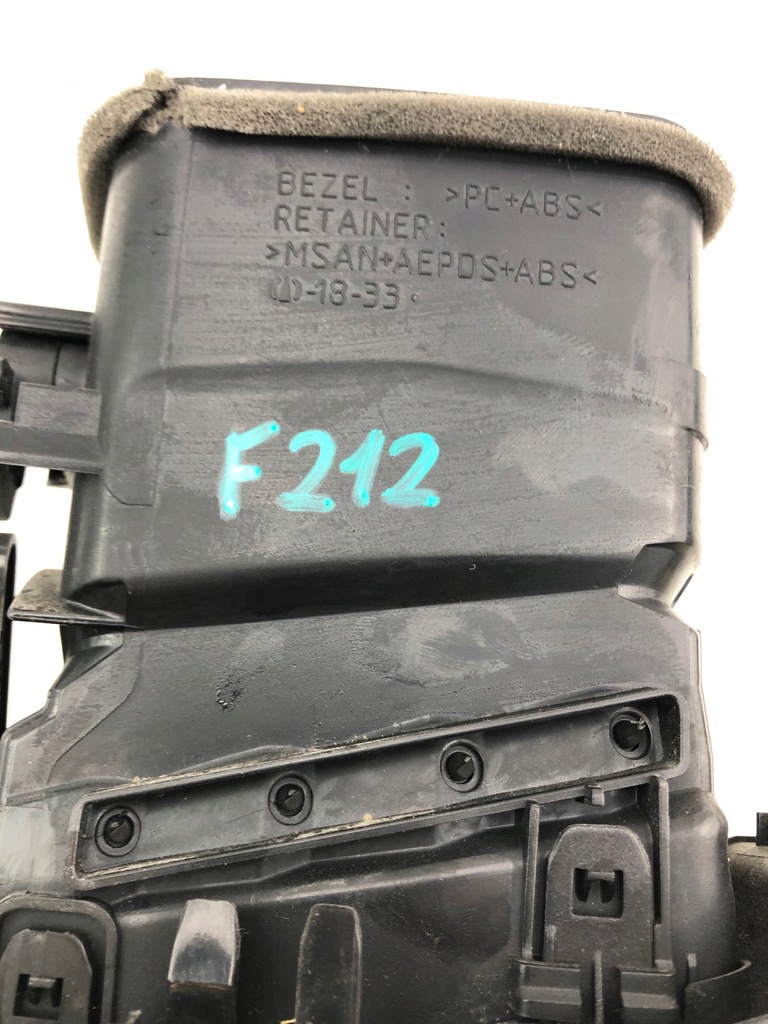 BEZEL : >PC+ABS<
RETAINER :
>MSAN+AEPDS+ABS<
-18-33
F212